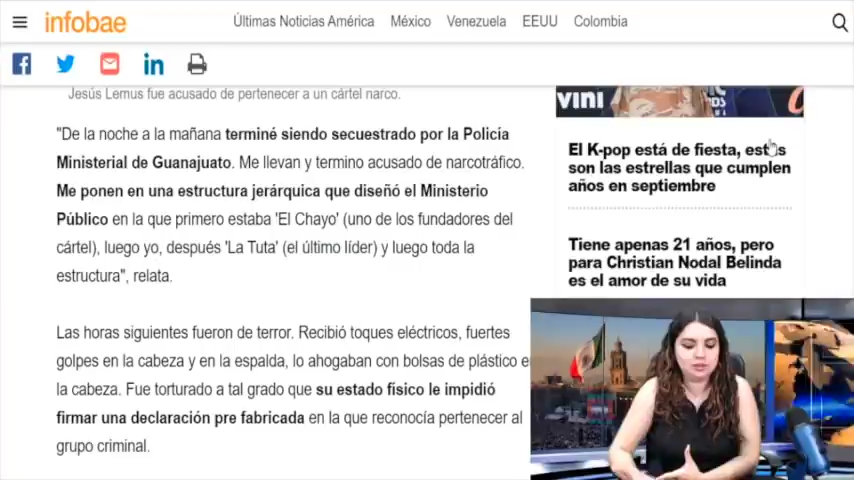 infobae
Últimas Noticias América México Venezuela EEUU Colombia
Jesús Lemus fue acusado de pertenecer a un cártel narco.
"De la noche a la mañana terminé siendo secuestrado por la Policía
Ministerial de Guanajuato. Me llevan y termino acusado de narcotráfico.
Me ponen en una estructura jerárquica que diseñó el Ministerio
Público en la que primero estaba 'El Chayo' (uno de los fundadores del
cártel), luego yo, después 'La Tuta' (el último líder) y luego toda la
estructura", relata.
Las horas siguientes fueron de terror. Recibió toques eléctricos, fuertes
golpes en la cabeza y en la espalda, lo ahogaban con bolsas de plástico
la cabeza. Fue torturado a tal grado que su estado físico le impidió
firmar una declaración pre fabricada en la que reconocía pertenecer al
grupo criminal.
VINI
El K-pop está de fiesta, estas
son las estrellas que cumplen
años en septiembre
Tiene apenas 21 años, pero
para Christian Nodal Belinda
es el amor de su vida